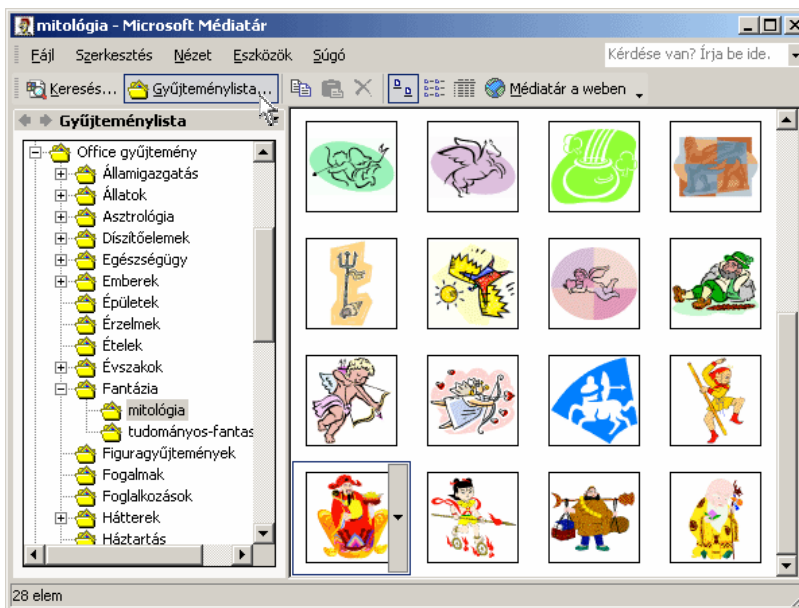 mitológia - Microsoft Médiatár
Fájl Szerkesztés Nézet Eszközök Súgó Kérdése van? Írja be ide.
Keresés... Gyűjteménylista... Médiatár a weben
Gyűjteménylista
Office gyűjtemény
Államigazgatás
Állatok
Asztrológia
Díszítőelemek
Egészségügy
Emberek
Épületek
Érzelmek
Ételek
Évszakok
Fantázia
mitológia
tudományos-fantas
Figuragyűjtemények
Fogalmak
Foglalkozások
Hátterek
Háztartás
28 elem